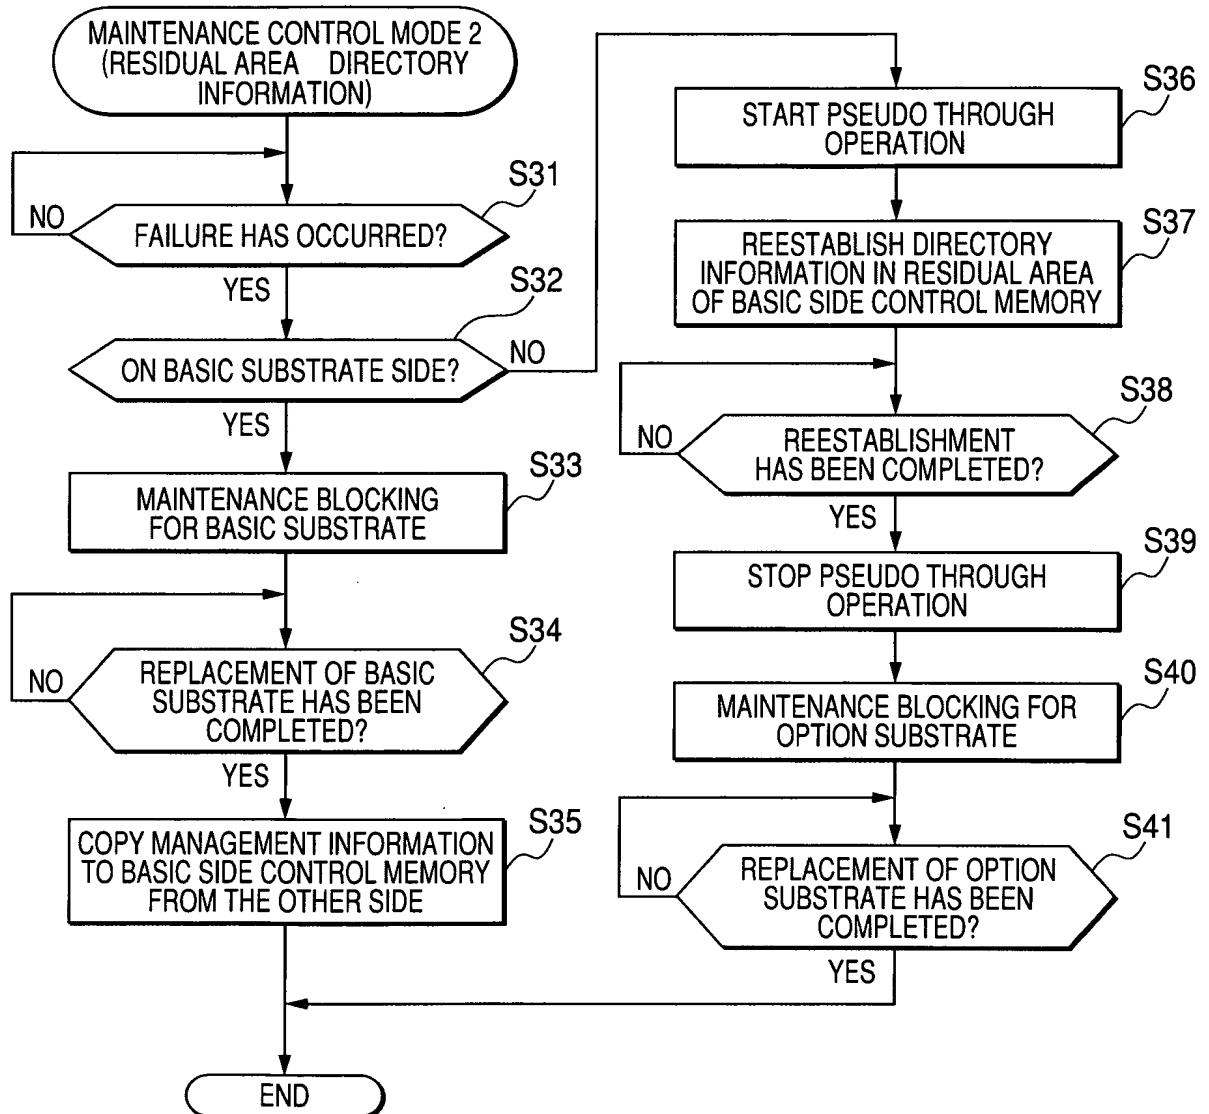 MAINTENANCE CONTROL MODE 2
(RESIDUAL AREA DIRECTORY
INFORMATION)
S31
NO
FAILURE HAS OCCURRED?
YES
S32
ON BASIC SUBSTRATE SIDE?
NO
YES
S33
MAINTENANCE BLOCKING
FOR BASIC SUBSTRATE
S34
NO
REPLACEMENT OF BASIC
SUBSTRATE HAS BEEN
COMPLETED?
YES
S35
COPY MANAGEMENT INFORMATION
TO BASIC SIDE CONTROL MEMORY
FROM THE OTHER SIDE
END
S36
START PSEUDO THROUGH
OPERATION
S37
REESTABLISH DIRECTORY
INFORMATION IN RESIDUAL AREA
OF BASIC SIDE CONTROL MEMORY
S38
NO
REESTABLISHMENT
HAS BEEN COMPLETED?
YES
S39
STOP PSEUDO THROUGH
OPERATION
S40
MAINTENANCE BLOCKING FOR
OPTION SUBSTRATE
S41
NO
REPLACEMENT OF OPTION
SUBSTRATE HAS BEEN
COMPLETED?
YES